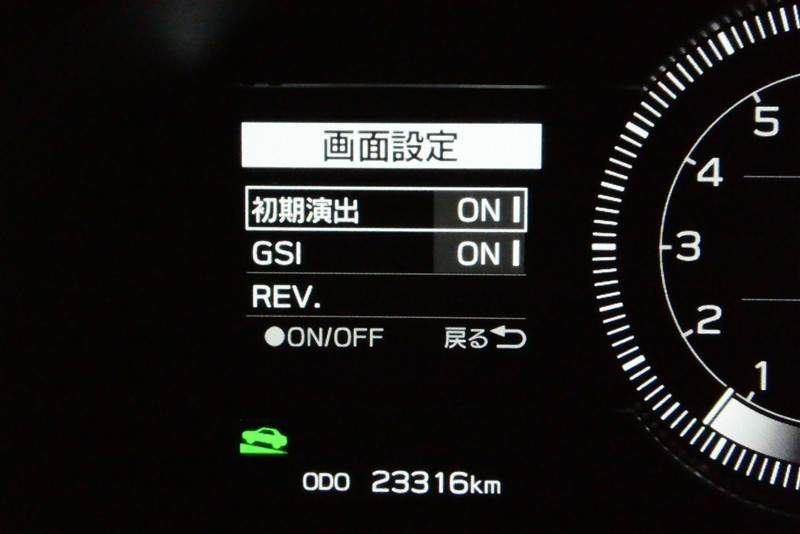 画面設定
初期演出 ON
GSI ON
REV.
●ON/OFF 戻る
ODO 23316km
5
4
3
2
1